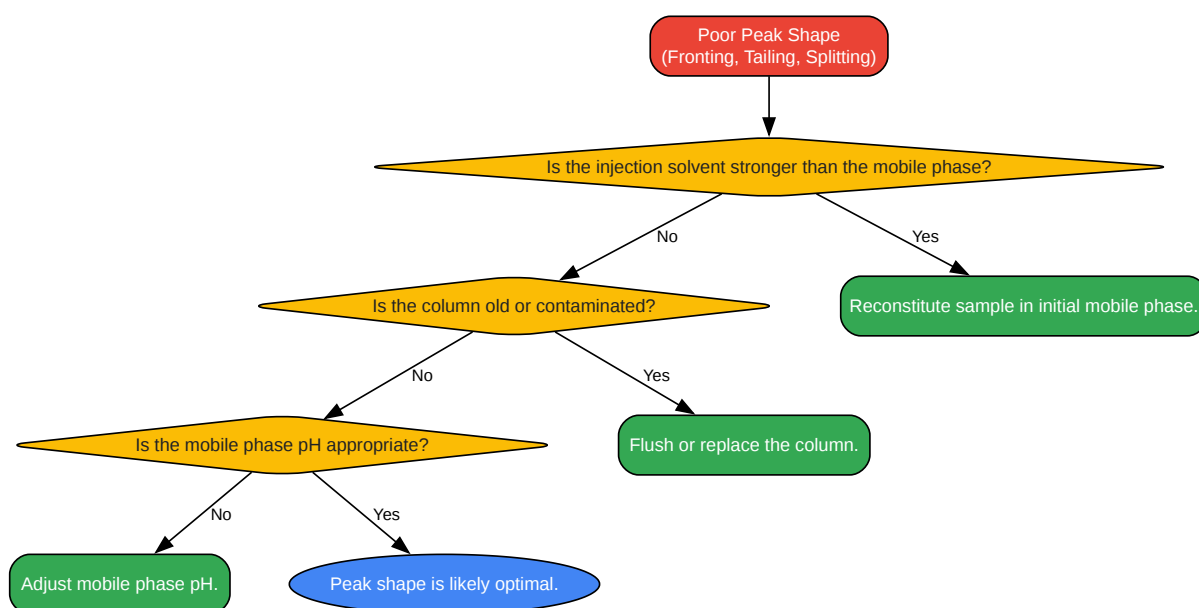 Poor Peak Shape
(Fronting, Tailing, Splitting)
Is the injection solvent stronger than the mobile phase?
No
Yes
Is the column old or contaminated?
Reconstitute sample in initial mobile phase.
No
Yes
Is the mobile phase pH appropriate?
Flush or replace the column.
No
Yes
Adjust mobile phase pH.
Peak shape is likely optimal.